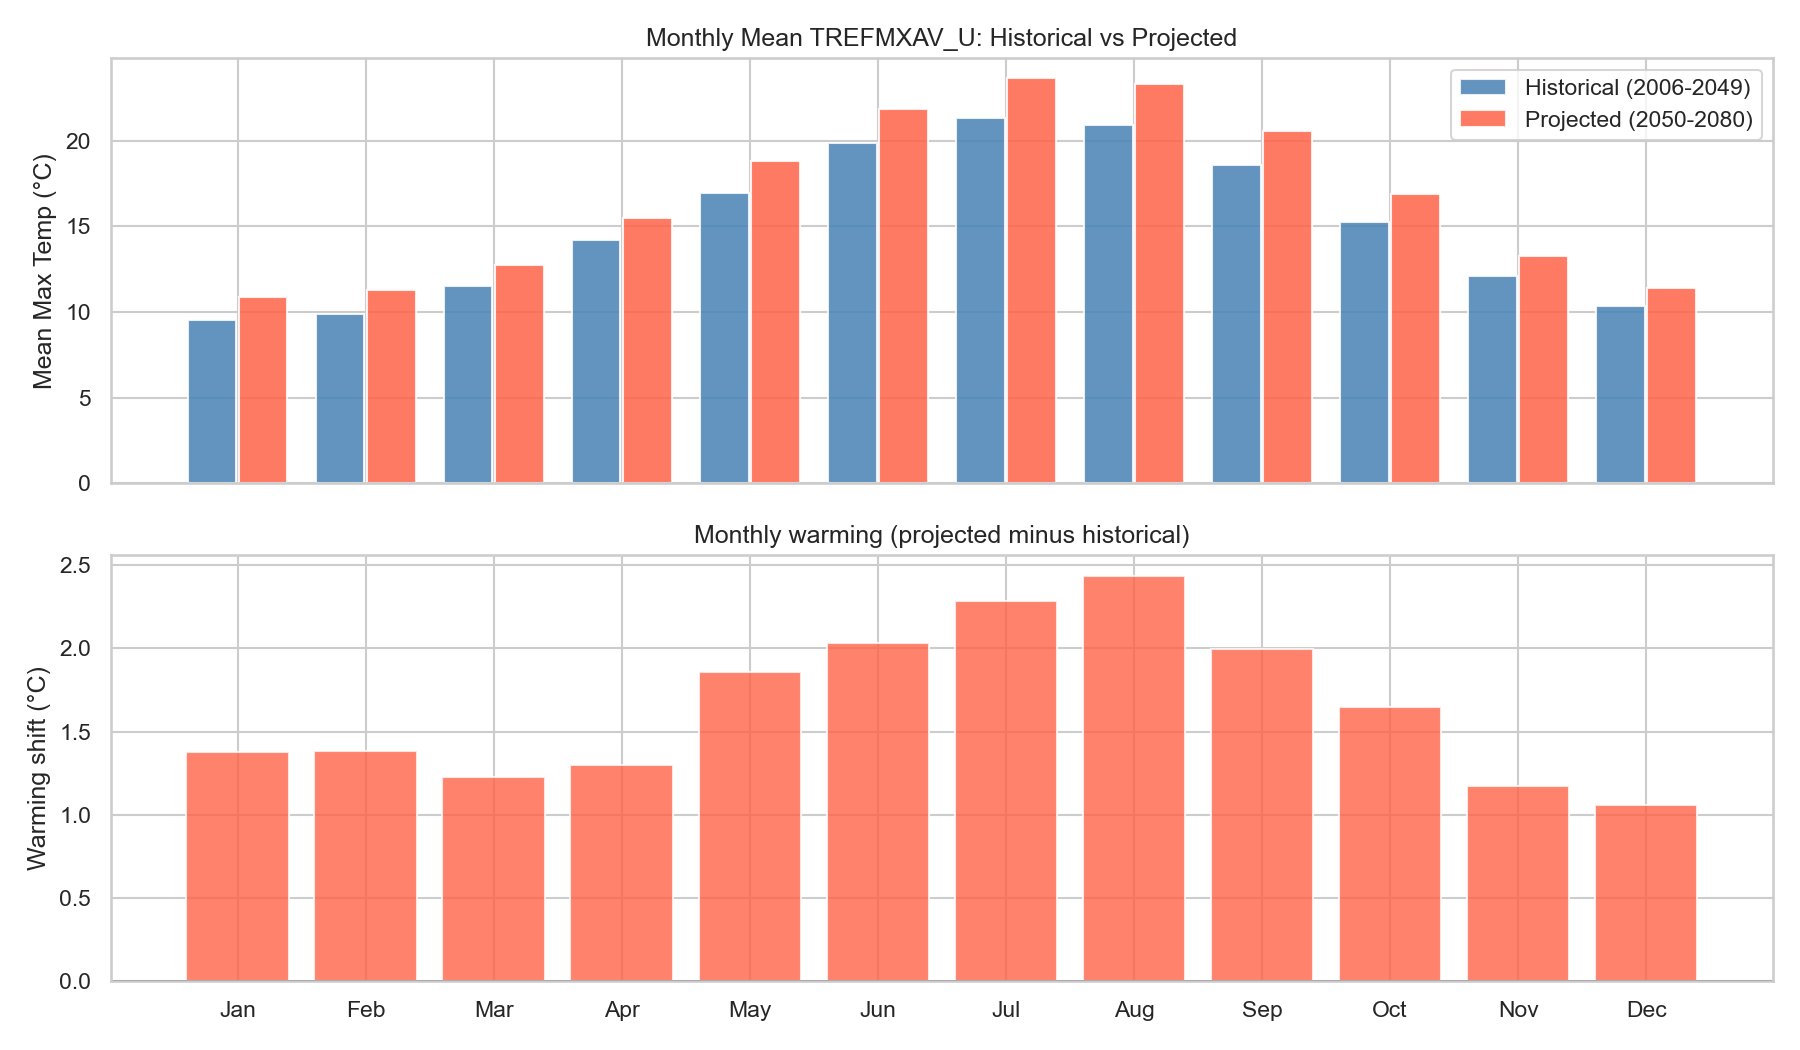 Monthly Mean TREFMXAV_U: Historical vs Projected
Historical (2006-2049)
Projected (2050-2080)
Mean Max Temp (°C)
20
15
10
5
0
Monthly warming (projected minus historical)
Warming shift (°C)
2.5
2.0
1.5
1.0
0.5
0.0
Jan Feb Mar Apr May Jun Jul Aug Sep Oct Nov Dec